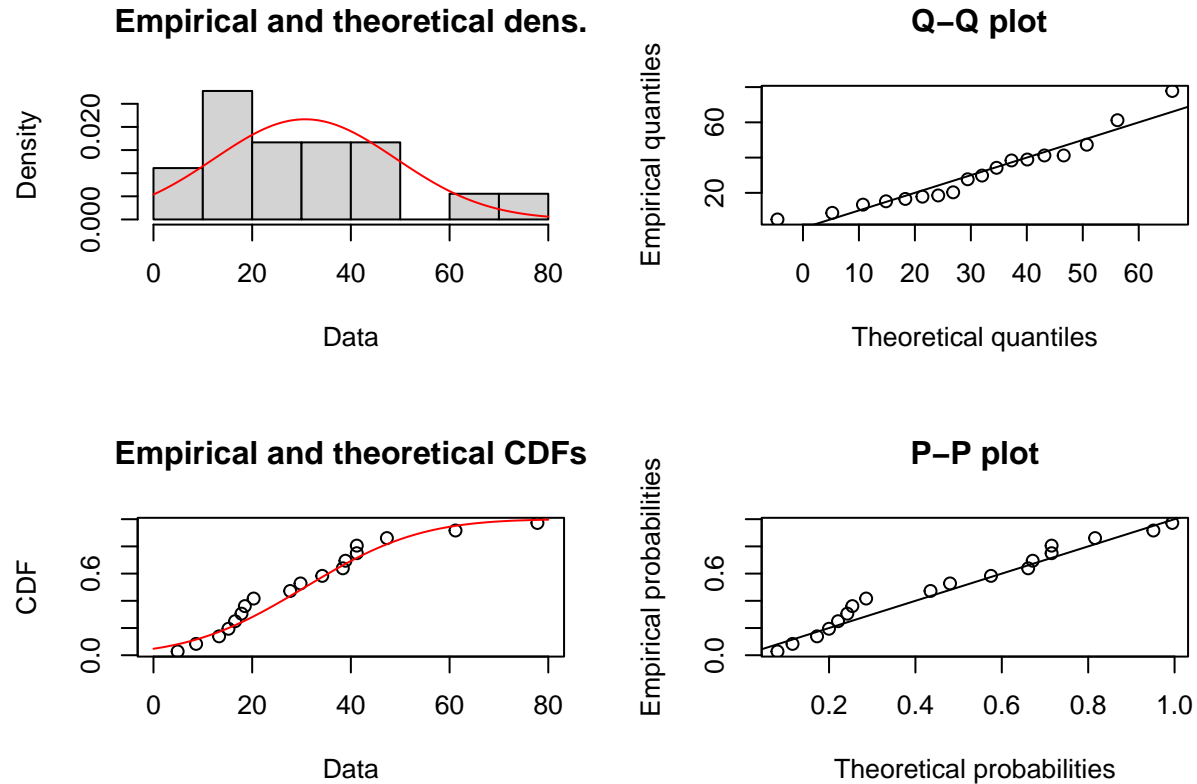 Empirical and theoretical dens.
Density
0.000 0.020
0 20 40 60 80
Data
Q−Q plot
Empirical quantiles
20 60
0 10 20 30 40 50 60
Theoretical quantiles
Empirical and theoretical CDFs
CDF
0.0 0.6
0 20 40 60 80
Data
P−P plot
Empirical probabilities
0.0 0.6
0.2 0.4 0.6 0.8 1.0
Theoretical probabilities